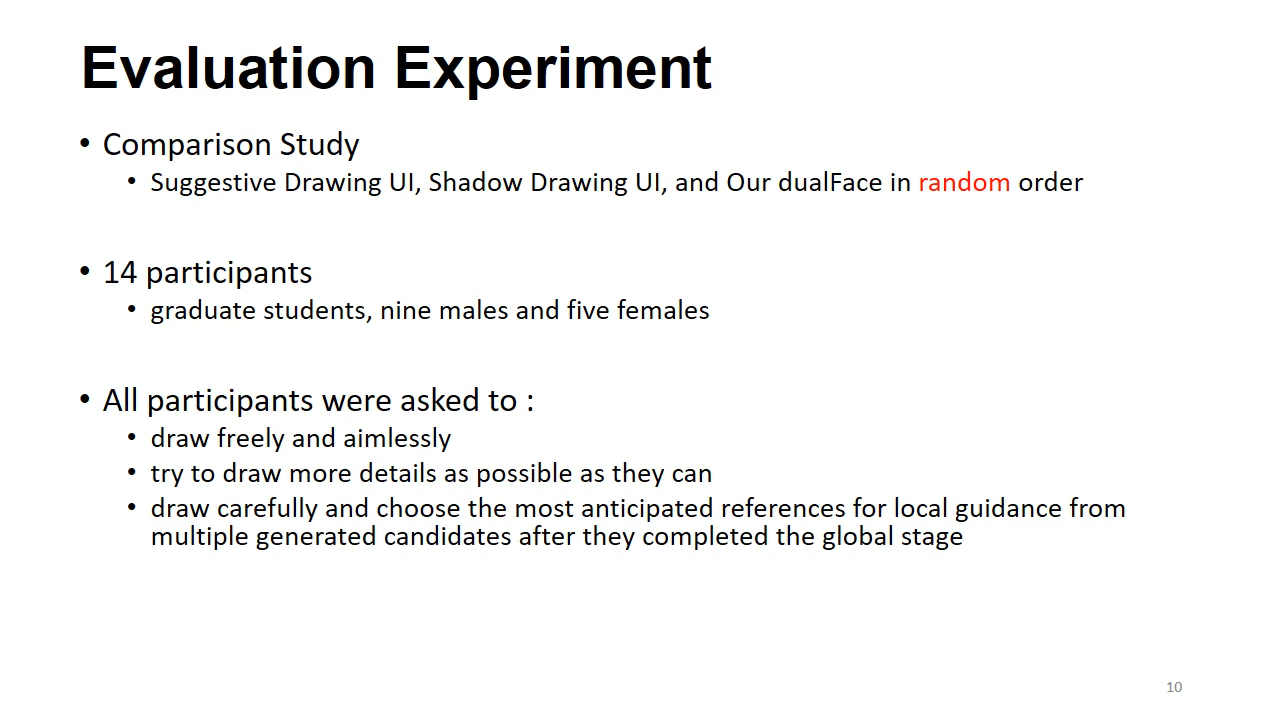 Evaluation Experiment
• Comparison Study
• Suggestive Drawing UI, Shadow Drawing UI, and Our dualFace in random order
• 14 participants
• graduate students, nine males and five females
• All participants were asked to :
• draw freely and aimlessly
• try to draw more details as possible as they can
• draw carefully and choose the most anticipated references for local guidance from
multiple generated candidates after they completed the global stage
10